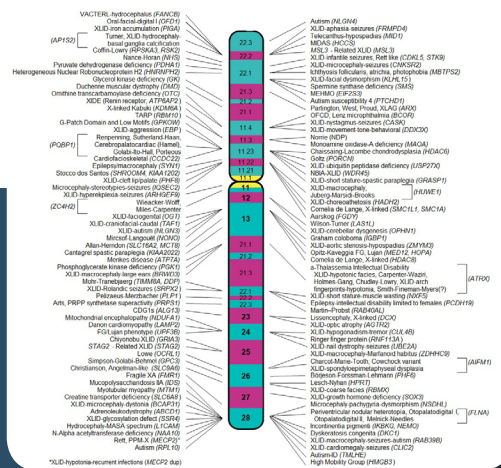 VACTERL-hydrocephalus (FANCB)
Oral-facial-digital I (OFD1)
XLID-iron accumulation (PIGA)
(AP1S2)
Turner, XLID-hydrocephaly-
basal ganglia calcification
Coffin-Lowry (RPS6KA3, RSK2)
Nance-Horan (NHS)
Pyruvate dehydrogenase deficiency (PDHA1)
Heterogeneous Nuclear Ribonucleoprotein H2 (HNRNPH2)
Glycerol kinase deficiency (GK)
Duchenne muscular dystrophy (DMD)
Ornithine transcarbamoylase deficiency (OTC)
XIDE (Renin receptor, ATP6AP2)
X-linked Kabuki (KDM6A)
TARP (RBM10)
G-Patch Domain and Low Motifs (GPKOW)
XLID-aggression (EBP)
(PQBP1)
Renpenning, Sutherland-Haan,
Cerebropalatocardiac (Hamel),
Golabi-Ito-Hall, Porteous
Cardiofacioskeletal (CCDC22)
Epilepsy/macrocephaly (SYN1)
Stocco dos Santos (SHROOM4, KIAA1202)
XLID-cleft lip/palate (PHF8)
Microcephaly-stereotypies-seizures (IQSEC2)
XLID-hyperekplexia-seizures (ARHGEF9)
(ZC4H2)
Wieacker Wolff,
Miles-Carpenter
XLID-faciogenital (OGT)
XLID-craniofacial-caudal (TAF1)
XLID-autism (NLGN3)
Mircsof-Langouët (NONO)
Allan-Herndon (SLC16A2, MCT8)
Cantagrel spastic paraplegia (KIAA2022)
Menkes disease (ATP7A)
Phosphoglycerate kinase deficiency (PGK1)
XLID-macrocephaly-large ears (BRWD3)
Mohr-Tranebjaerg (TIMM8A, DDP)
XLID-Rolandic seizures (SRPX2)
Pelizaeus-Merzbacher (PLP1)
Arts, PRPP synthetase superactivity (PRPS1)
CDG1s (ALG13)
Mitochondrial encephalopathy (NDUFA1)
Danon cardiomyopathy (LAMP2)
FG/Lujan phenotype (UPF3B)
Chiyonobu XLID (GRIA3)
STAG2 - Related XLID (STAG2)
Lowe (OCRL1)
Simpson-Golabi-Behmel (GPC3)
Christianson, Angelman-like (SLC9A6)
Fragile XA (FMR1)
Mucopolysaccharidosis IIA (IDS)
Myotubular myopathy (MTM1)
Creatine transporter deficiency (SLC6A8)
XLID microcephaly-dystonia (BCAP31)
Adrenoleukodystrophy (ABCD1)
XLID-glycosylation defect (SSR4)
Hydrocephaly-MASA spectrum (L1CAM)
N-Alpha acetyltransferase deficiency (NAA10)
Rett, PPM-X (MECP2)*
Autism (RPL10)
*XLID-hypotonia-recurrent infections (MECP2 dup)
22.3
22.2
22.1
21.3
21.2
21.1
11.4
11.3
11.23
11.22
11.21
11.1
11
12
13
21.1
21.2
21.3
22.1
22.2
22.3
23
24
25
26
27
28
Autism (NLGN4)
XLID-aphasia-seizures (FRMPD4)
Telecanthus-hypospadias (MID1)
MIDAS (HCCS)
MSL3 - Related XLID (MSL3)
XLID-infantile seizures, Rett like (CDKL5, STK9)
XLID-microcephaly-seizures (CNKSR2)
Ichthyosis follicularis, atrichia, photophobia (MBTPS2)
XLID-facial dysmorphism (KLHL15)
Spermine synthase deficiency (SMS)
MEHMO (EIF2S3)
Autism susceptibility 4 (PTCHD1)
Partington, West, Proud, XLAG (ARX)
OFCD, Lenz microphthalmia (BCOR)
XLID-nystagmus-seizures (CASK)
XLID-movement-tone-behavioral (DDX3X)
Norrie (NDP)
Monoamine oxidase-A deficiency (MAOA)
Chassaing-Lacombe chondrodysplasia (HDAC6)
Goltz (PORCN)
XLID-ubiquitin peptidase deficiency (USP27X)
NBIA-XLID (WDR45)
XLID-short stature-spastic paraplegia (GRASP1)
XLID-macrocephaly,
Juberg-Marsidi-Brooks
(HUWE1)
XLID-choreoathetosis (HADH2)
Cornelia de Lange, X-linked (SMC1L1, SMC1A)
Aarskog (FGDY)
Wilson-Turner (LAS1L)
XLID-cerebellar dysgenesis (OPHN1)
Graham coloboma (IGBP1)
XLID-aortic stenosis-hypospadias (ZMYM3)
Opitz-Kaveggia FG, Lujan (MED12, HOPA)
Cornelia de Lange, X-linked (HDAC8)
a-Thalassemia Intellectual Disability
XLID-hypotonic facies, Carpenter-Waziri,
Holmes-Gang, Chudley-Lowry, XLID-arch
fingerprints-hypotonia, Smith-Fineman-Myers(?)
(ATRX)
XLID-short stature-muscle wasting (NXF5)
Epilepsy intellectual disability limited to females (PCDH19)
Martin-Probst (RAB40AL)
Lissencephaly, X-linked (DCX)
XLID-optic atrophy (AGTR2)
XLID-hypogonadism-tremor (CUL4B)
Ringer finger protein (RNF113A)
XLID-nail dystrophy-seizures (UBE2A)
XLID-macrocephaly-Marfanoid habitus (ZDHHC9)
Charcot-Marie-Tooth, Cowchock variant
XLID-spondyloepimetaphyseal dysplasia
(AIFM1)
Borjeson-Forssman-Lehmann (PHF6)
Lesch-Nyhan (HPRT)
XLID-coarse facies (RBMX)
XLID-growth hormone deficiency (SOX3)
Microcephaly pachygyria dysmorphism (NSDHL)
Periventricular nodular heterotopia, Otopalatodigital I,
Otopalatodigital II, Melnick Needles
(FLNA)
Incontinentia pigmenti (IKBKG, NEMO)
Dyskeratosis congenita (DKC1)
XLID-macrocephaly-seizures-autism (RAB39B)
XLID-cardiomegaly-seizures (CLIC2)
Autism-ID (TMLHE)
High Mobility Group (HMGB3)